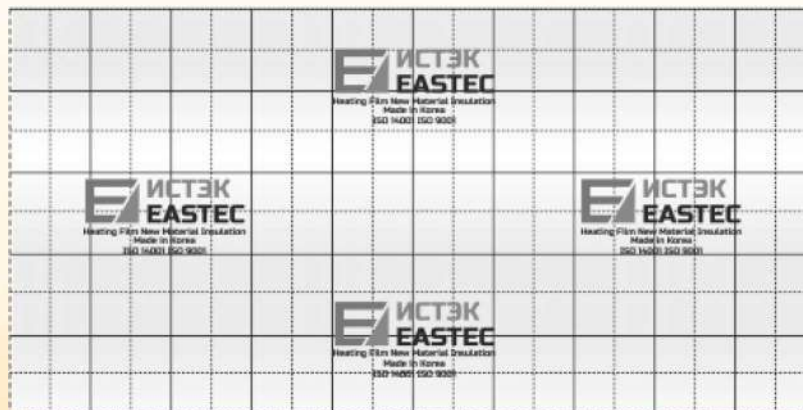 ИСТЭК
EASTEC
Heating Film New Material Insulation
Made in Korea
ISO 14001 ISO 9001
ИСТЭК
EASTEC
Heating Film New Material Insulation
Made in Korea
ISO 14001 ISO 9001
ИСТЭК
EASTEC
Heating Film New Material Insulation
Made in Korea
ISO 14001 ISO 9001
ИСТЭК
EASTEC
Heating Film New Material Insulation
Made in Korea
ISO 14001 ISO 9001